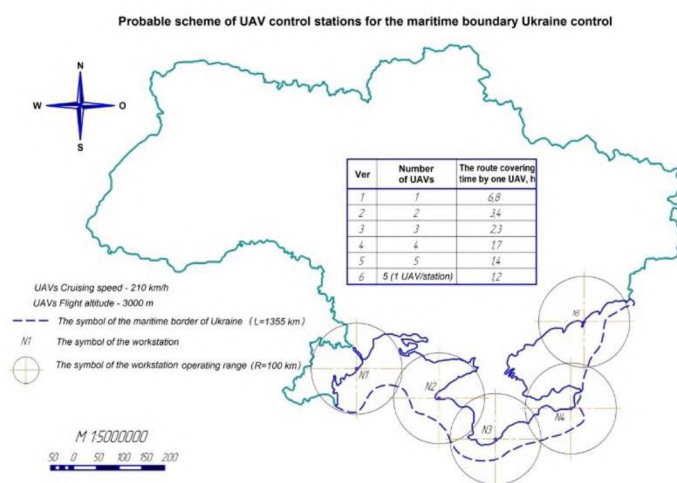 Probable scheme of UAV control stations for the maritime boundary Ukraine control
N
W O
S
Ver Number of UAVs The route covering time by one UAV, h
1 1 6,8
2 2 3,4
3 3 2,3
4 4 1,7
5 5 1,4
6 5 (1 UAV/station) 1,2
UAVs Cruising speed - 210 km/h
UAVs Flight altitude - 3000 m
The symbol of the maritime border of Ukraine (L=1355 km)
N1 The symbol of the workstation
The symbol of the workstation operating range (R=100 km)
N1
N2
N3
N4
M 15000000
50 0 50 100 150 200